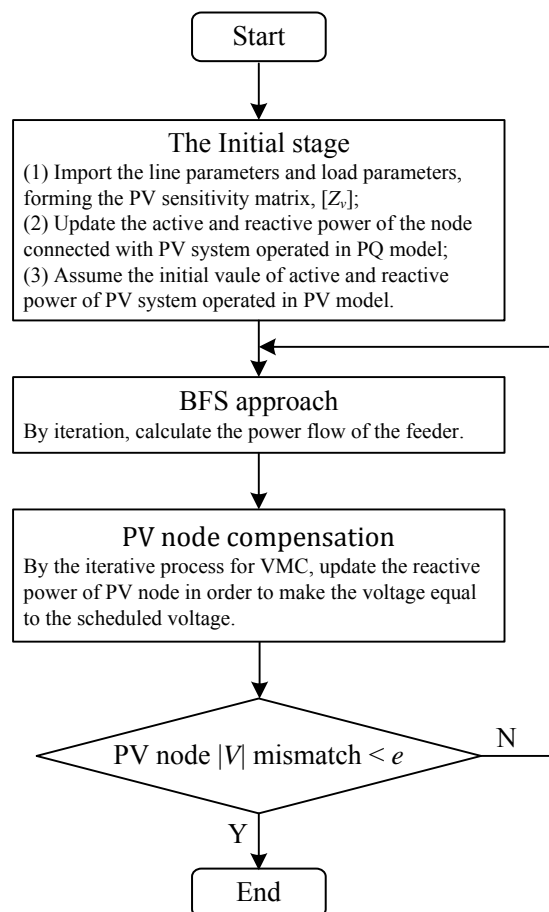 Start
The Initial stage
(1) Import the line parameters and load parameters,
forming the PV sensitivity matrix, [Zv];
(2) Update the active and reactive power of the node
connected with PV system operated in PQ model;
(3) Assume the initial vaule of active and reactive
power of PV system operated in PV model.
BFS approach
By iteration, calculate the power flow of the feeder.
PV node compensation
By the iterative process for VMC, update the reactive
power of PV node in order to make the voltage equal
to the scheduled voltage.
PV node |V| mismatch < e
N
Y
End